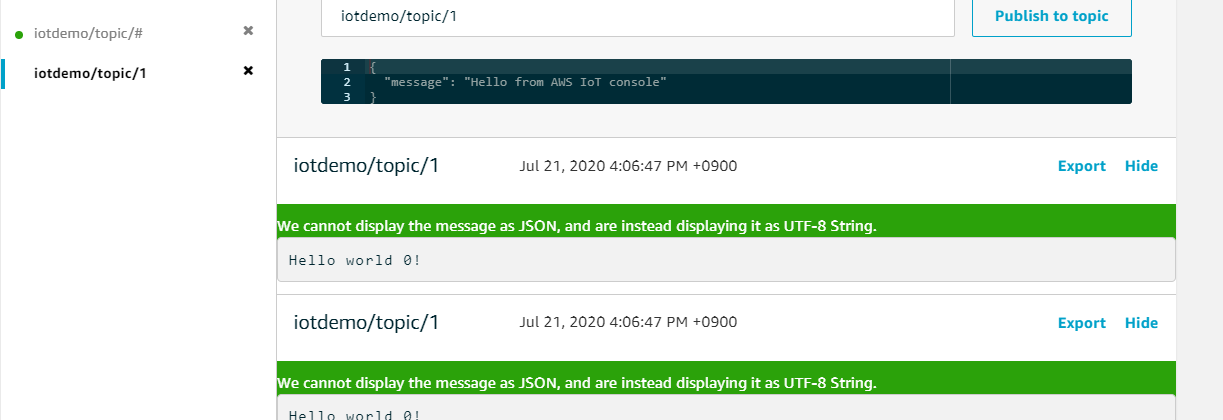 iotdemo/topic/1
Publish to topic
iotdemo/topic/#
iotdemo/topic/1
1 {
2 "message": "Hello from AWS IoT console"
3 }
iotdemo/topic/1 Jul 21, 2020 4:06:47 PM +0900 Export Hide
We cannot display the message as JSON, and are instead displaying it as UTF-8 String.
Hello world 0!
iotdemo/topic/1 Jul 21, 2020 4:06:47 PM +0900 Export Hide
We cannot display the message as JSON, and are instead displaying it as UTF-8 String.
Hello world 0!